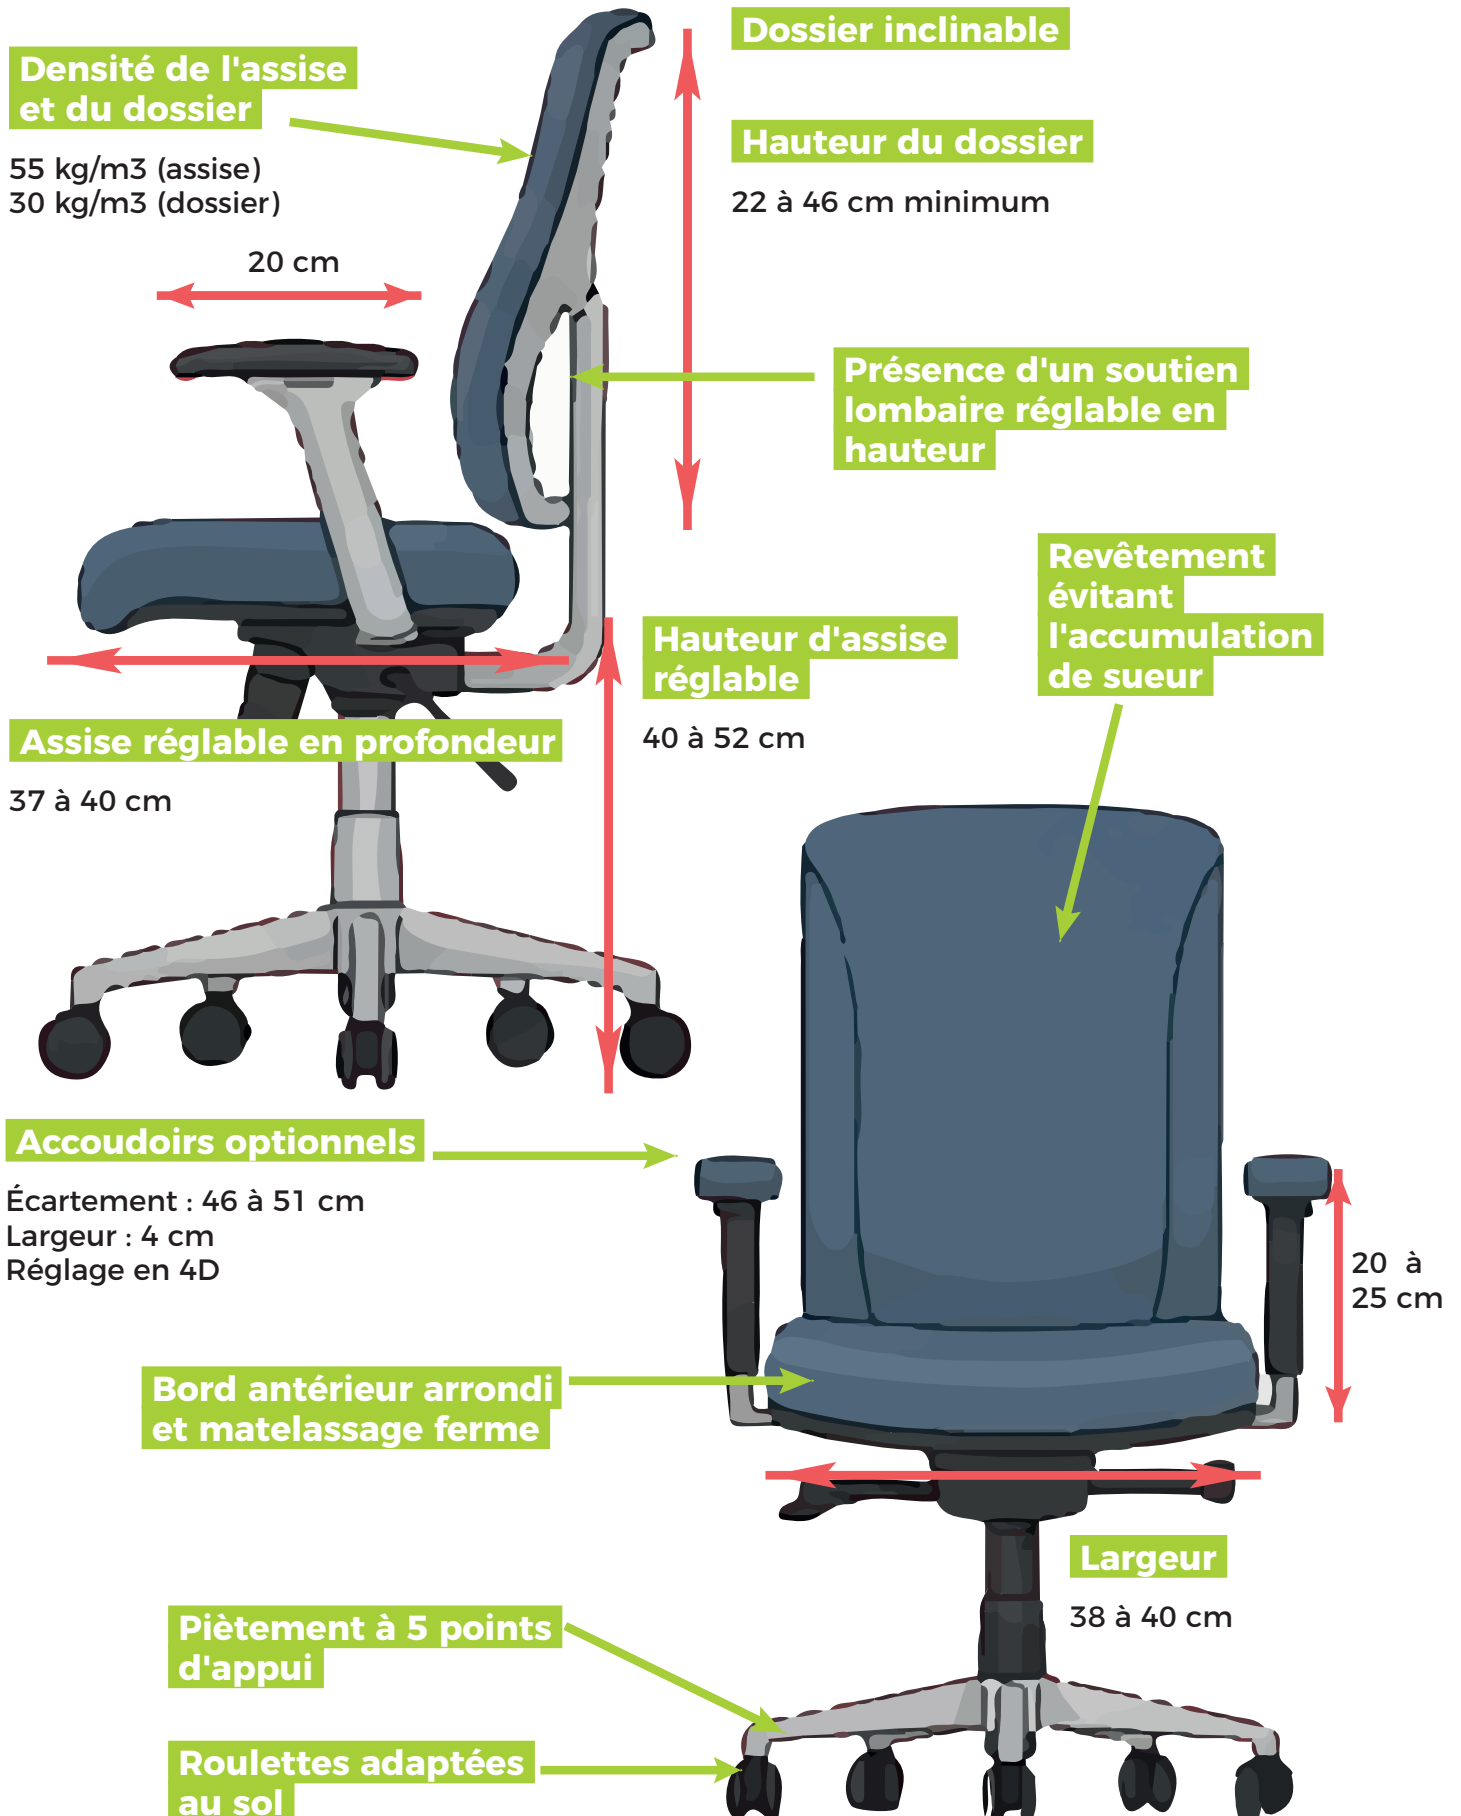 Dossier inclinable
Densité de l'assise
et du dossier
55 kg/m3 (assise)
30 kg/m3 (dossier)
Hauteur du dossier
22 à 46 cm minimum
20 cm
Présence d'un soutien
lombaire réglable en
hauteur
Revêtement
évitant
l'accumulation
de sueur
Hauteur d'assise
réglable
40 à 52 cm
Assise réglable en profondeur
37 à 40 cm
Accoudoirs optionnels
Écartement : 46 à 51 cm
Largeur : 4 cm
Réglage en 4D
20 à
25 cm
Bord antérieur arrondi
et matelassage ferme
Largeur
38 à 40 cm
Piètement à 5 points
d'appui
Roulettes adaptées
au sol